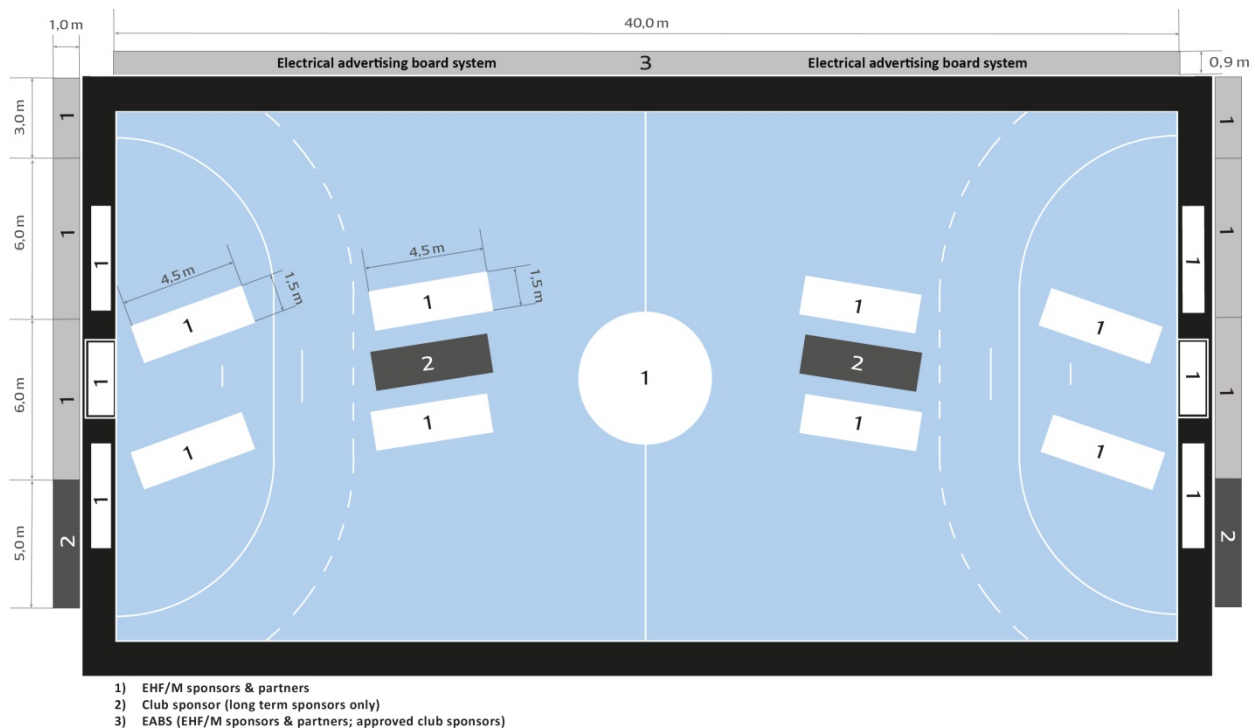 1,0 m
40,0 m
Electrical advertising board system 3 Electrical advertising board system
0,9 m
3,0 m
1
1
6,0 m
1
1
1
1
4,5 m
1,5 m
4,5 m
1,5 m
1
1
1
1
2
2
6,0 m
1
1
1
1
1
1
1
1
1
1
1
5,0 m
2
2
1) EHF/M sponsors & partners
2) Club sponsor (long term sponsors only)
3) EABS (EHF/M sponsors & partners; approved club sponsors)